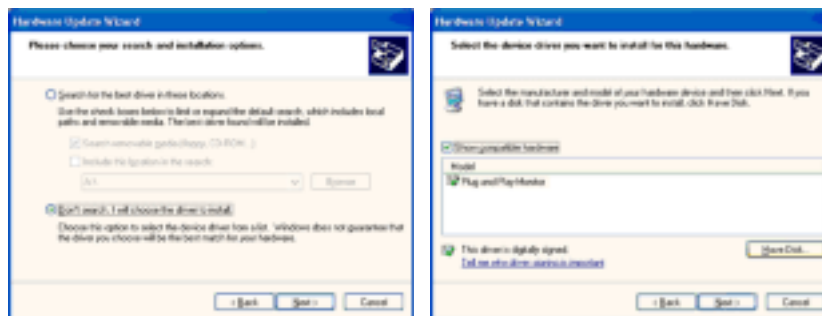 Hardware Update Wizard
Please choose your search and installation options.
Search for the best driver in these locations.
Use the check boxes below to limit or expand the default search, which includes local
paths and removable media. The best driver found will be installed.
Search removable media (floppy, CD-ROM...)
Include this location in the search:
A:\
Browse
Don't search. I will choose the driver to install.
Choose this option to select the device driver from a list. Windows does not guarantee that
the driver you choose will be the best match for your hardware.
< Back
Next >
Cancel
Hardware Update Wizard
Select the device driver you want to install for this hardware.
Select the manufacturer and model of your hardware device and then click Next. If you
have a disk that contains the driver you want to install, click Have Disk.
Show compatible hardware
Model
Plug and Play Monitor
This driver is digitally signed.
Tell me why driver signing is important
Have Disk...
< Back
Next >
Cancel